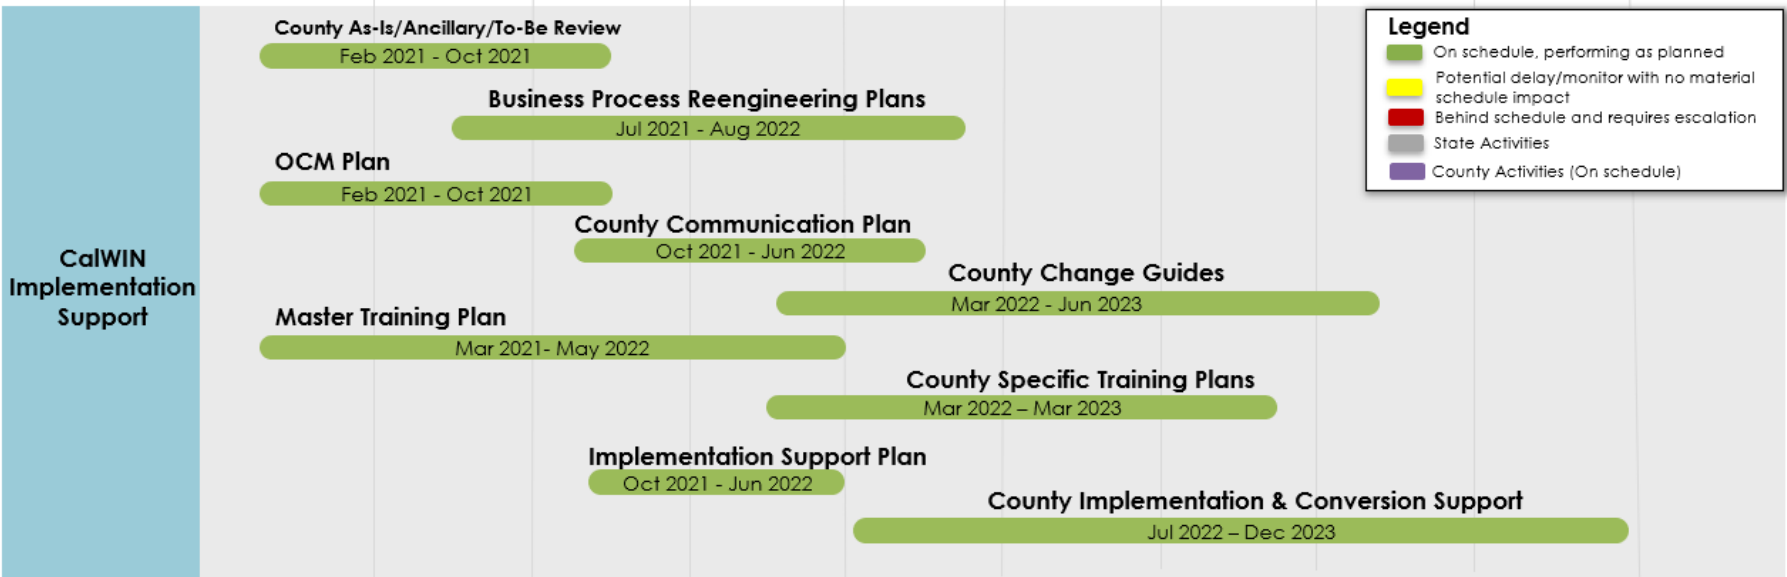 CalWIN
Implementation
Support
County As-Is/Ancillary/To-Be Review
Feb 2021 - Oct 2021
Business Process Reengineering Plans
Jul 2021 - Aug 2022
OCM Plan
Feb 2021 - Oct 2021
County Communication Plan
Oct 2021 - Jun 2022
County Change Guides
Mar 2022 - Jun 2023
Master Training Plan
Mar 2021- May 2022
County Specific Training Plans
Mar 2022 – Mar 2023
Implementation Support Plan
Oct 2021 - Jun 2022
County Implementation & Conversion Support
Jul 2022 – Dec 2023
Legend
On schedule, performing as planned
Potential delay/monitor with no material
schedule impact
Behind schedule and requires escalation
State Activities
County Activities (On schedule)